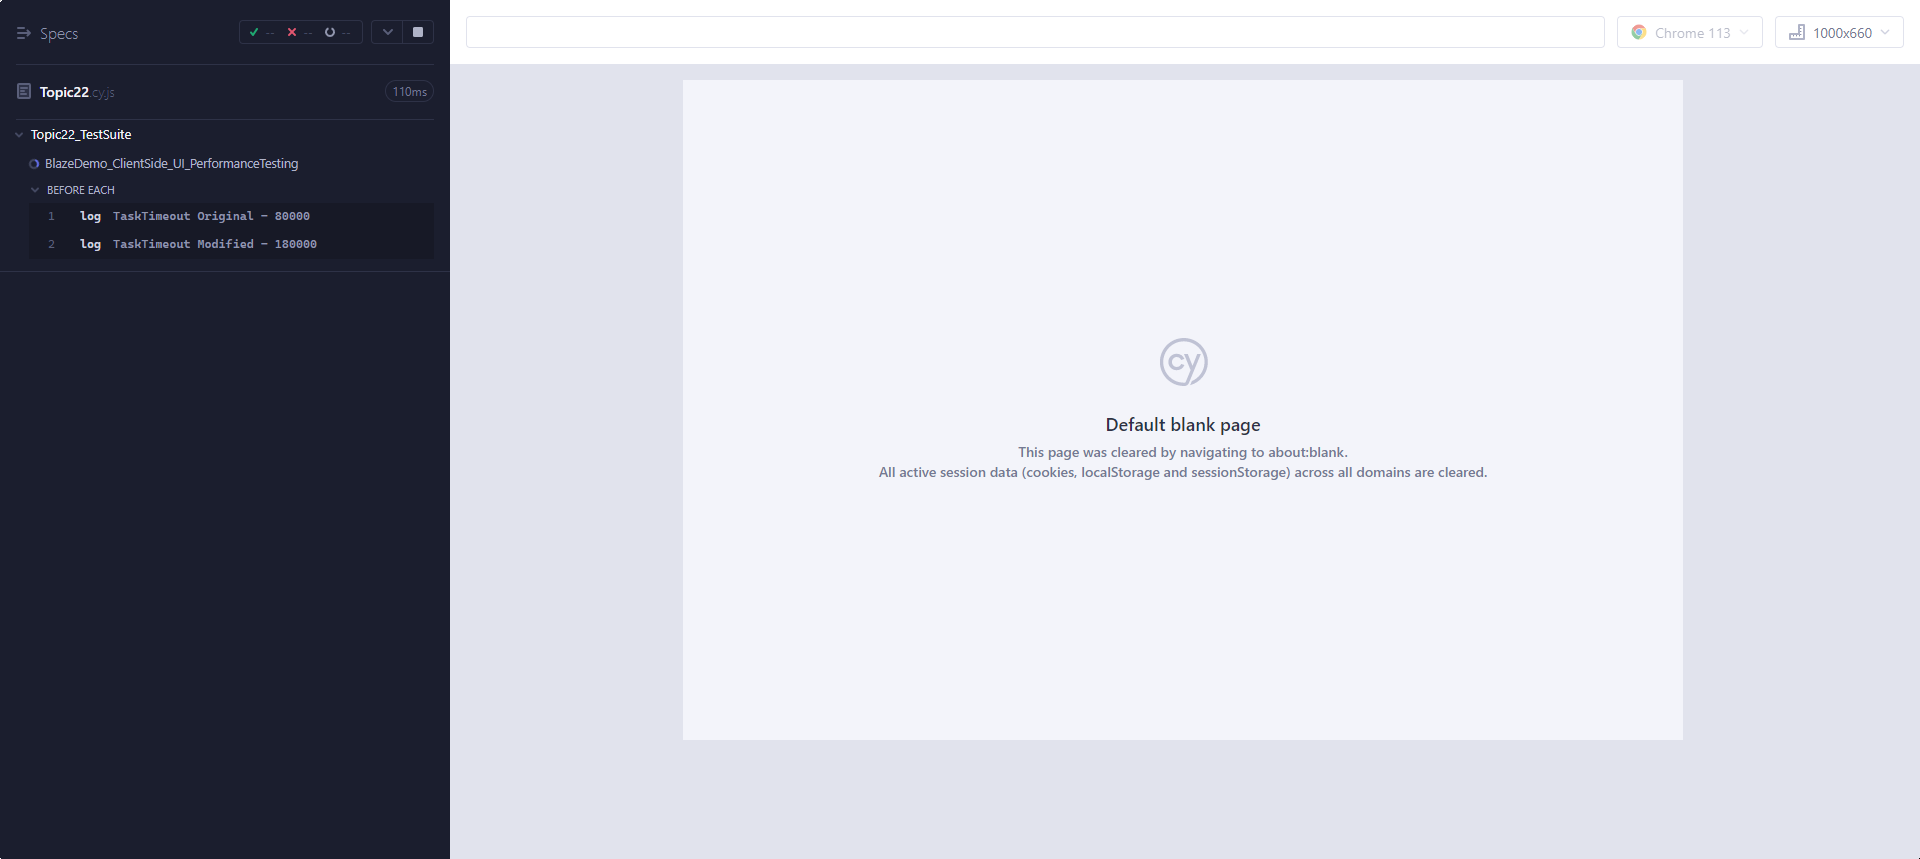 Specs
-- -- --
Topic22.cy.js
110ms
Topic22_TestSuite
BlazeDemo_ClientSide_UI_PerformanceTesting
BEFORE EACH
1 log TaskTimeout Original - 80000
2 log TaskTimeout Modified - 180000
Chrome 113
1000x660
cy
Default blank page
This page was cleared by navigating to about:blank.
All active session data (cookies, localStorage and sessionStorage) across all domains are cleared.